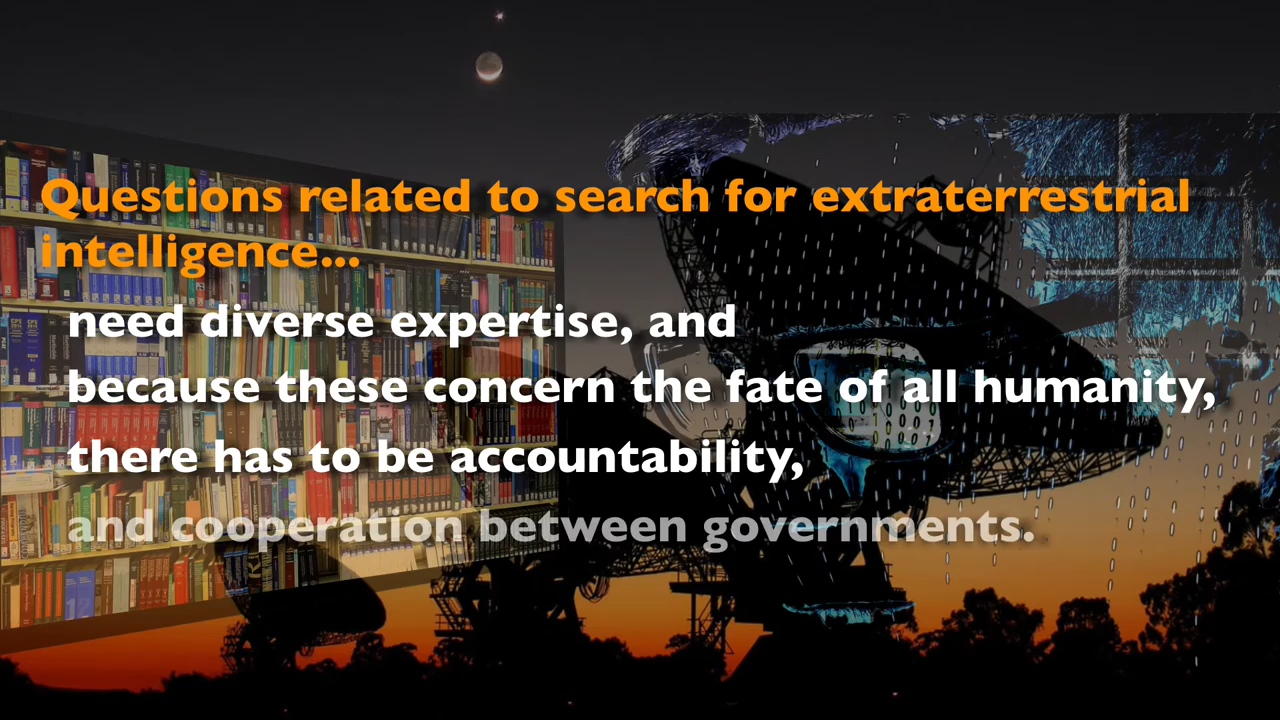 Questions related to search for extraterrestrial
intelligence...
need diverse expertise, and
because these concern the fate of all humanity,
there has to be accountability,
and cooperation between governments.